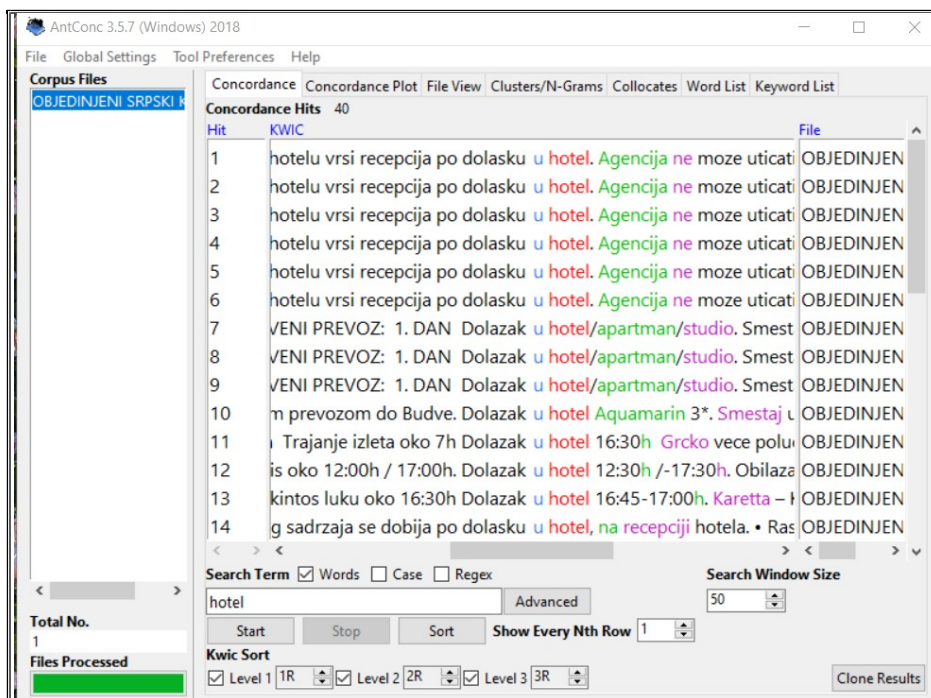 AntConc 3.5.7 (Windows) 2018
File Global Settings Tool Preferences Help
Corpus Files
OBJEDINJENI SRPSKI
Total No.
1
Files Processed
Concordance Concordance Plot File View Clusters/N-Grams Collocates Word List Keyword List
Concordance Hits 40
Hit KWIC File
1 hotelu vrsi recepcija po dolasku u hotel. Agencija ne moze uticati OBJEDINJEN
2 hotelu vrsi recepcija po dolasku u hotel. Agencija ne moze uticati OBJEDINJEN
3 hotelu vrsi recepcija po dolasku u hotel. Agencija ne moze uticati OBJEDINJEN
4 hotelu vrsi recepcija po dolasku u hotel. Agencija ne moze uticati OBJEDINJEN
5 hotelu vrsi recepcija po dolasku u hotel. Agencija ne moze uticati OBJEDINJEN
6 hotelu vrsi recepcija po dolasku u hotel. Agencija ne moze uticati OBJEDINJEN
7 VENI PREVOZ: 1. DAN Dolazak u hotel/apartman/studio. Smest OBJEDINJEN
8 VENI PREVOZ: 1. DAN Dolazak u hotel/apartman/studio. Smest OBJEDINJEN
9 VENI PREVOZ: 1. DAN Dolazak u hotel/apartman/studio. Smest OBJEDINJEN
10 m prevozom do Budve. Dolazak u hotel Aquamarin 3*. Smestaj u OBJEDINJEN
11 Trajanje izleta oko 7h Dolazak u hotel 16:30h Grcko vece polu OBJEDINJEN
12 is oko 12:00h / 17:00h. Dolazak u hotel 12:30h /-17:30h. Obilaza OBJEDINJEN
13 kintos luku oko 16:30h Dolazak u hotel 16:45-17:00h. Karetta – OBJEDINJEN
14 g sadrzaja se dobija po dolasku u hotel, na recepciji hotela. • Ras OBJEDINJEN
Search Term Words Case Regex Search Window Size
hotel Advanced 50
Start Stop Sort Show Every Nth Row 1
Kwic Sort
Level 1 1R Level 2 2R Level 3 3R Clone Results